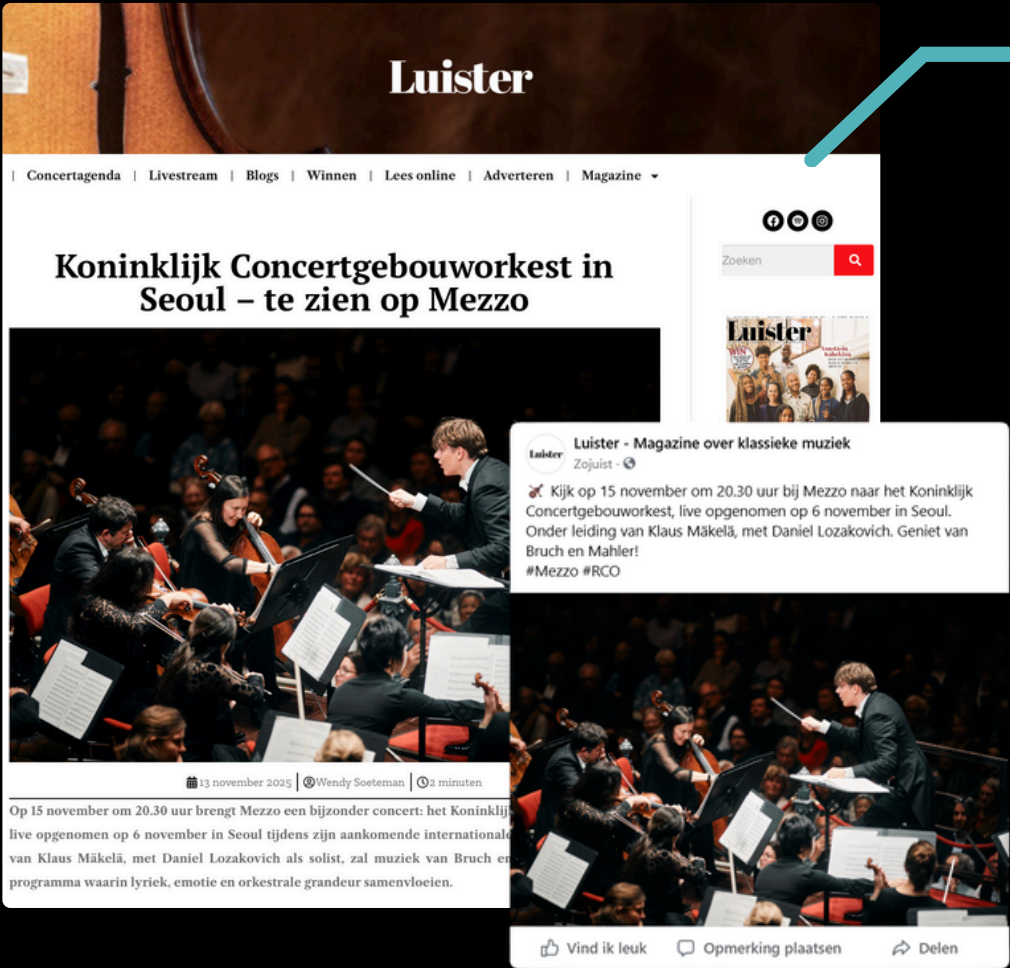 Luister
| Concertagenda | Livestream | Blogs | Winnen | Lees online | Adverteren | Magazine
Koninklijk Concertgebouworkest in
Seoul – te zien op Mezzo
Zoeken
Luister
WIN
13 november 2025 | Wendy Soeteman | 2 minuten
Op 15 november om 20.30 uur brengt Mezzo een bijzonder concert: het Koninklij
live opgenomen op 6 november in Seoul tijdens zijn aankomende internationale
van Klaus Mäkelä, met Daniel Lozakovich als solist, zal muziek van Bruch en
programma waarin lyriek, emotie en orkestrale grandeur samenvloeien.
Luister
Luister - Magazine over klassieke muziek
Zojuist ·
Kijk op 15 november om 20.30 uur bij Mezzo naar het Koninklijk
Concertgebouworkest, live opgenomen op 6 november in Seoul.
Onder leiding van Klaus Mäkelä, met Daniel Lozakovich. Geniet van
Bruch en Mahler!
#Mezzo #RCO
Vind ik leuk
Opmerking plaatsen
Delen